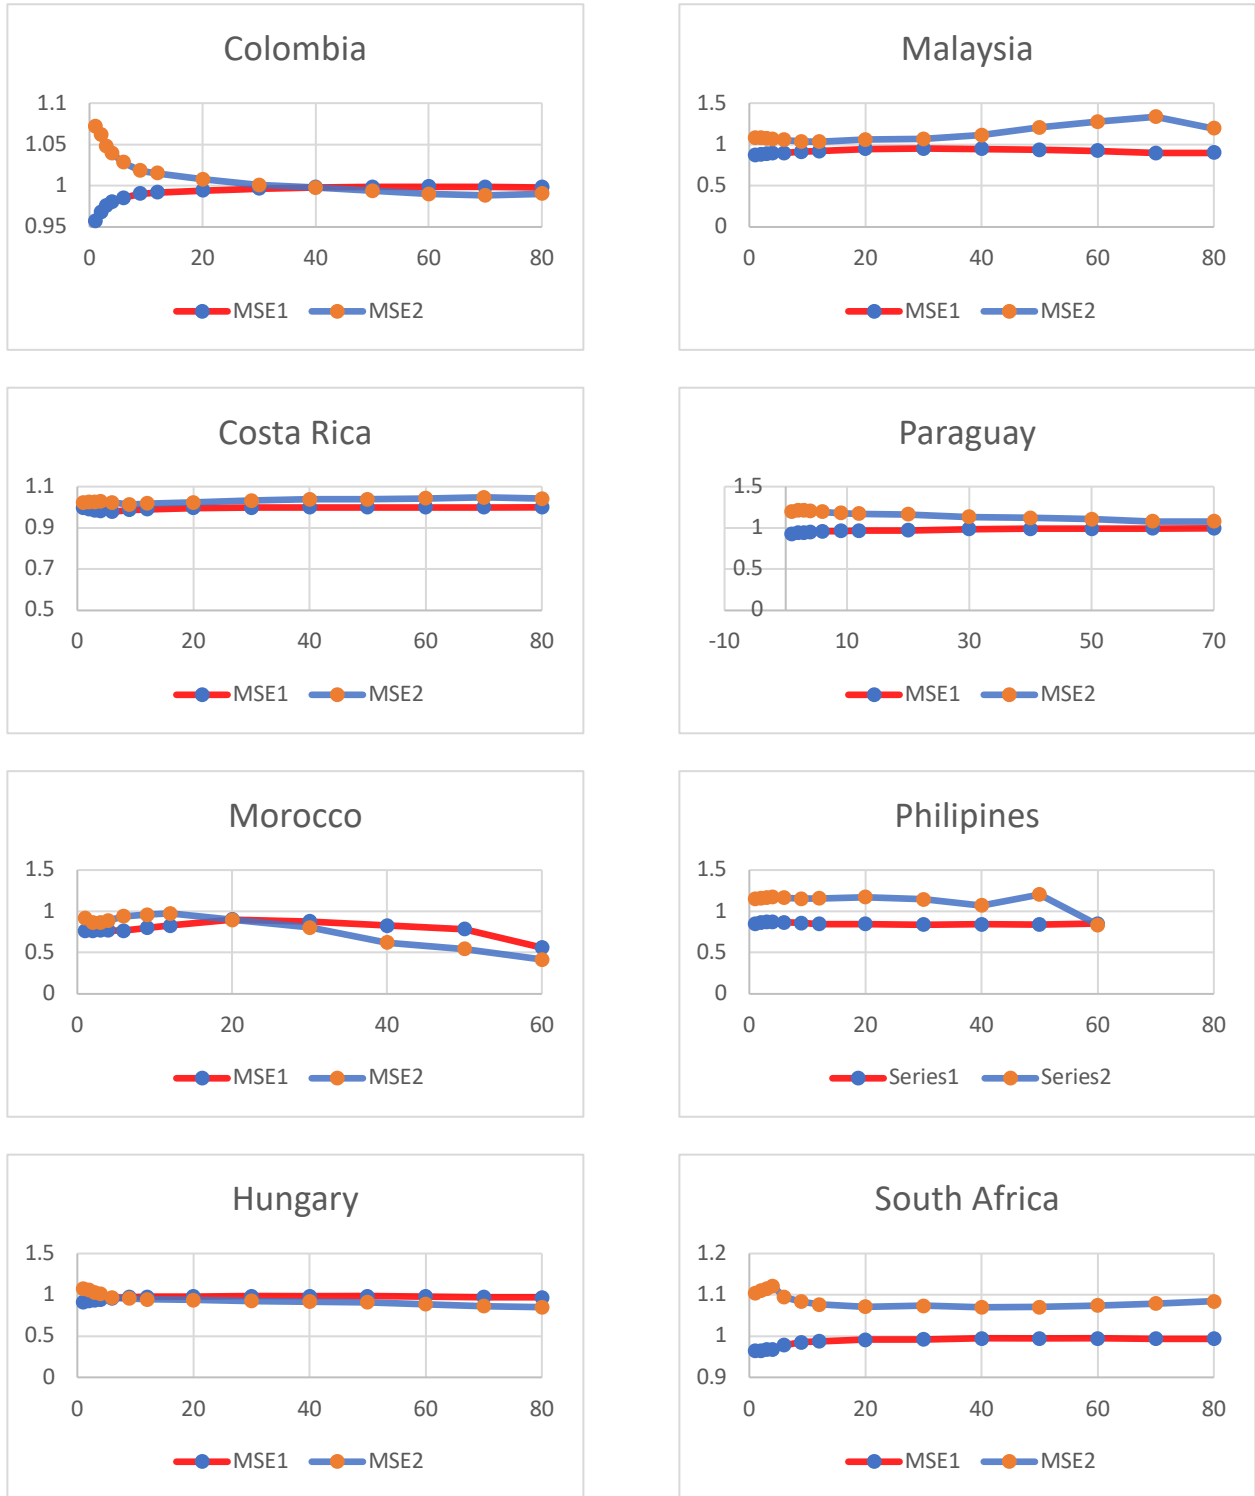 Colombia
1.1
1.05
1
0.95
0 20 40 60 80
MSE1 MSE2
Malaysia
1.5
1
0.5
0
0 20 40 60 80
MSE1 MSE2
Costa Rica
1.1
0.9
0.7
0.5
0 20 40 60 80
MSE1 MSE2
Paraguay
1.5
1
0.5
0
-10 10 30 50 70
MSE1 MSE2
Morocco
1.5
1
0.5
0
0 20 40 60
MSE1 MSE2
Philipines
1.5
1
0.5
0
0 20 40 60 80
Series1 Series2
Hungary
1.5
1
0.5
0
0 20 40 60 80
MSE1 MSE2
South Africa
1.2
1.1
1
0.9
0 20 40 60 80
MSE1 MSE2